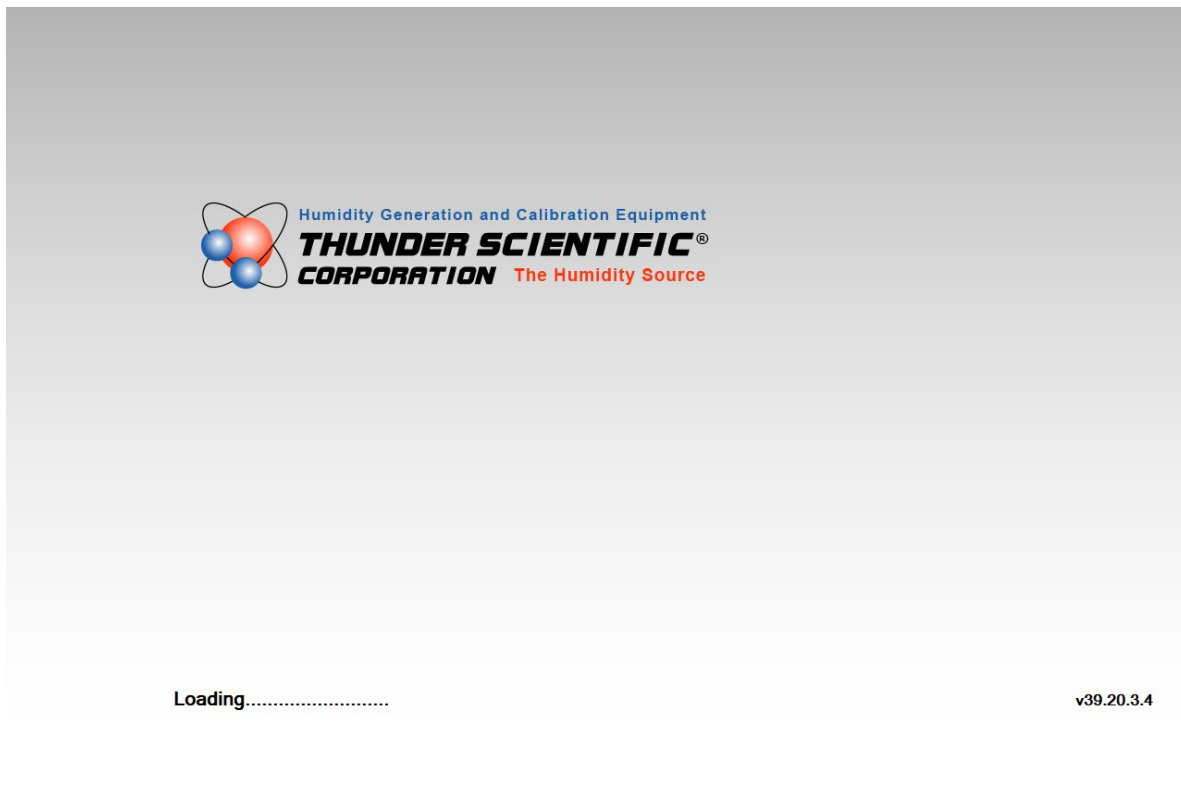 Humidity Generation and Calibration Equipment
THUNDER SCIENTIFIC®
CORPORATION The Humidity Source
Loading..........................
v39.20.3.4